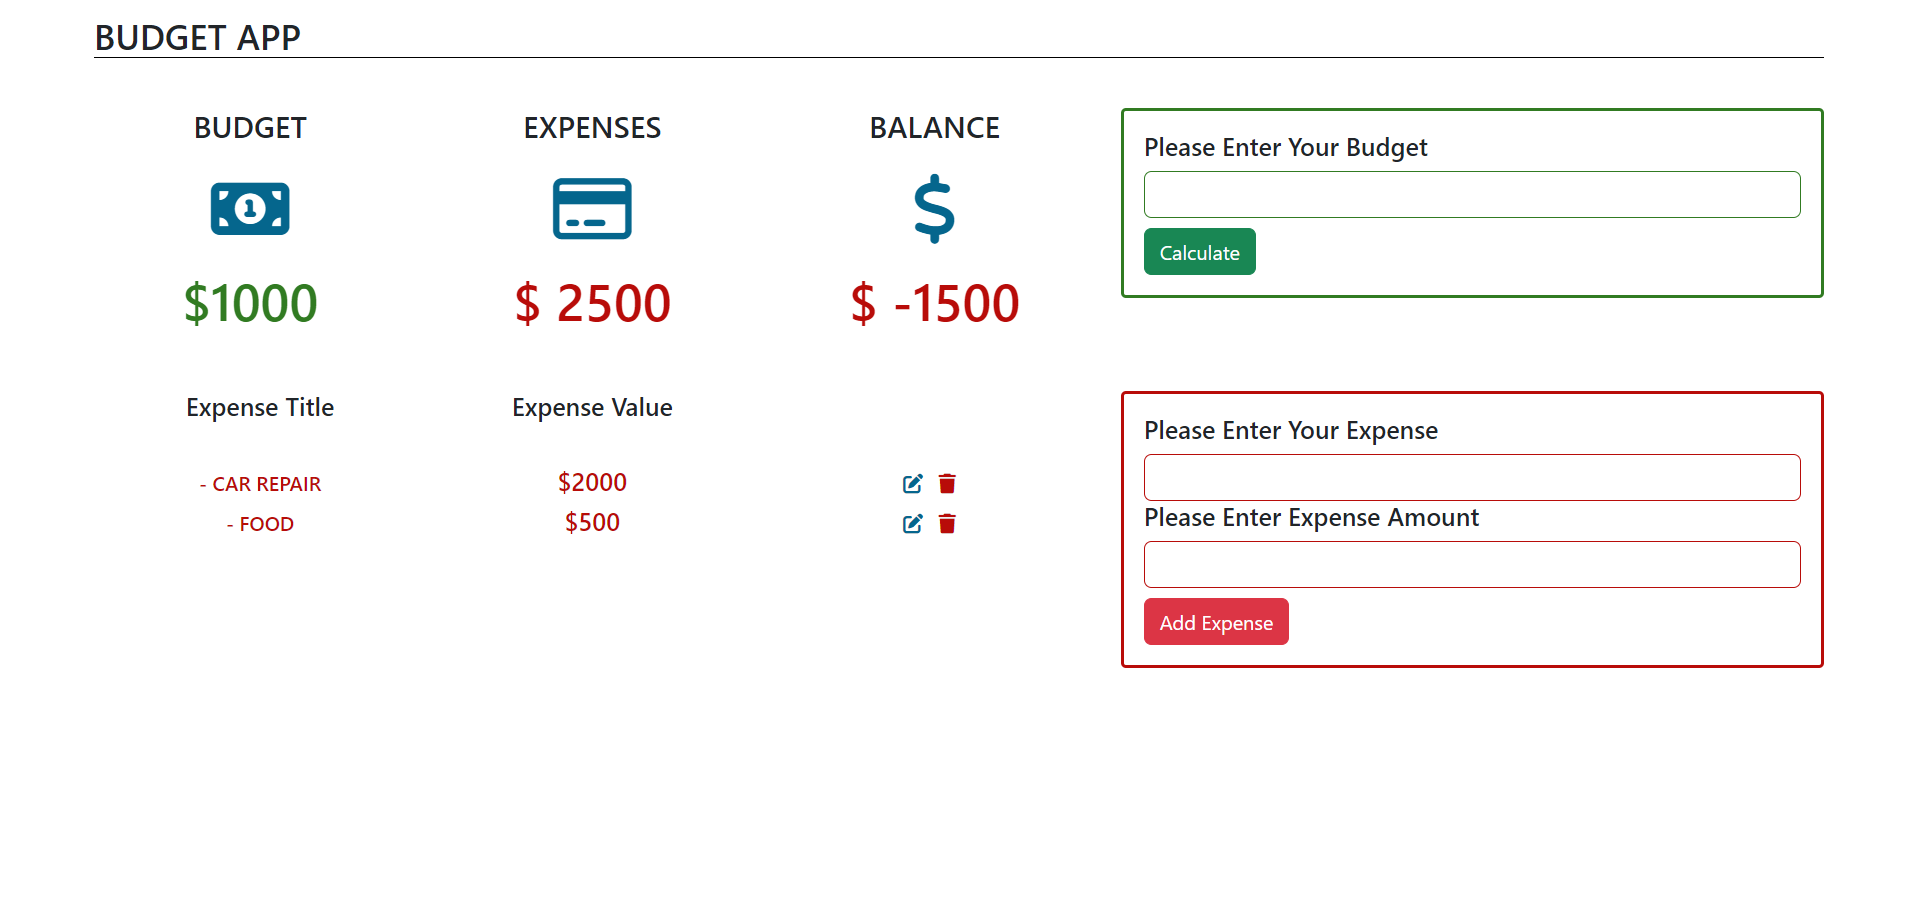 BUDGET APP
BUDGET
EXPENSES
BALANCE
1
$1000
$ 2500
$ -1500
Expense Title
Expense Value
- CAR REPAIR
$2000
- FOOD
$500
Please Enter Your Budget
Calculate
Please Enter Your Expense
Please Enter Expense Amount
Add Expense